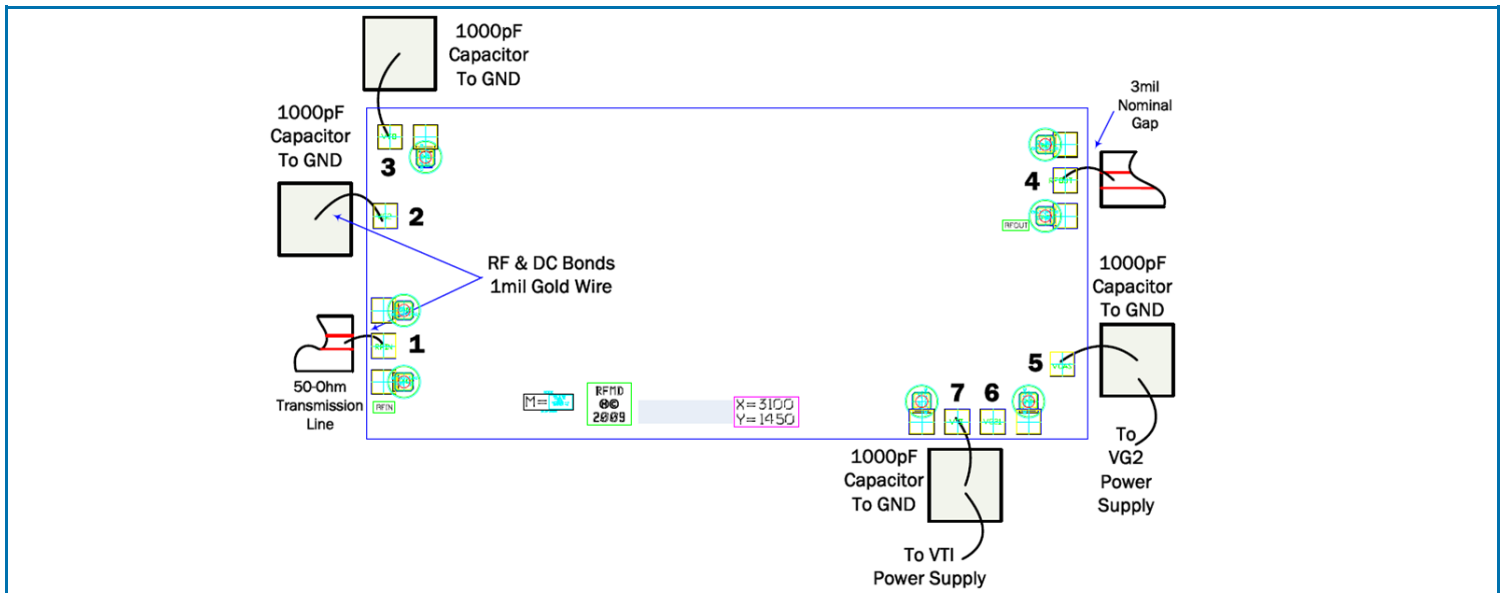 1000pF
Capacitor
To GND
1000pF
Capacitor
To GND
3mil
Nominal
Gap
3
4
RFOUT
2
RF & DC Bonds
1mil Gold Wire
1000pF
Capacitor
To GND
1
RFIN
50-Ohm
Transmission
Line
RFIN
5
M=
RFMD
®©
2009
X=3100
Y=1450
7
6
1000pF
Capacitor
To GND
To
VG2
Power
Supply
To VTI
Power Supply